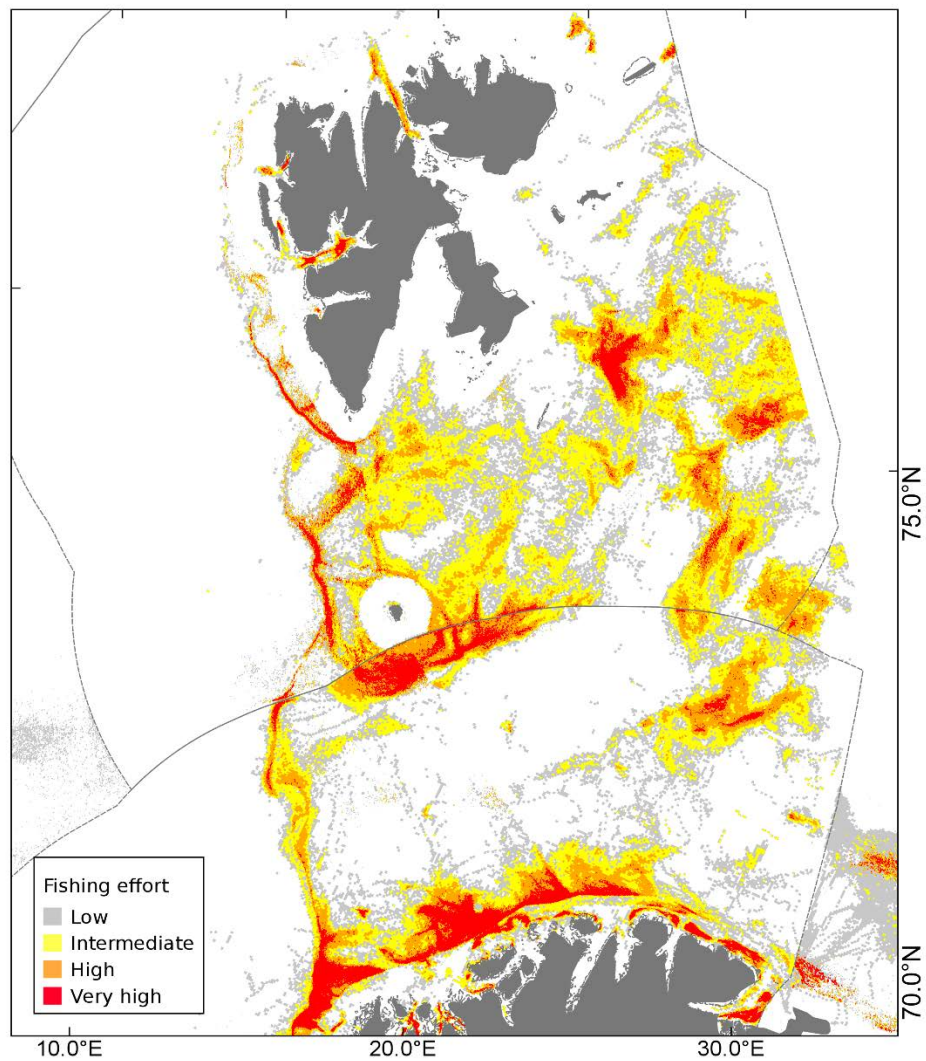 75.0°N
Fishing effort
Low
Intermediate
High
Very high
70.0°N
10.0°E
20.0°E
30.0°E